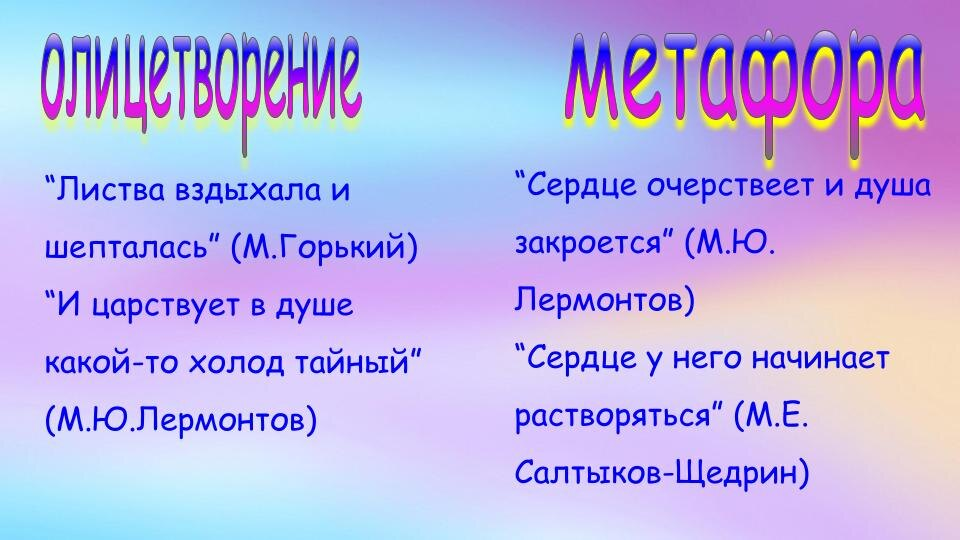 олицетворение
“Листва вздыхала и
шепталась” (М.Горький)
“И царствует в душе
какой-то холод тайный”
(М.Ю.Лермонтов)
метафора
“Сердце очерствеет и душа
закроется” (М.Ю.
Лермонтов)
“Сердце у него начинает
растворяться” (М.Е.
Салтыков-Щедрин)